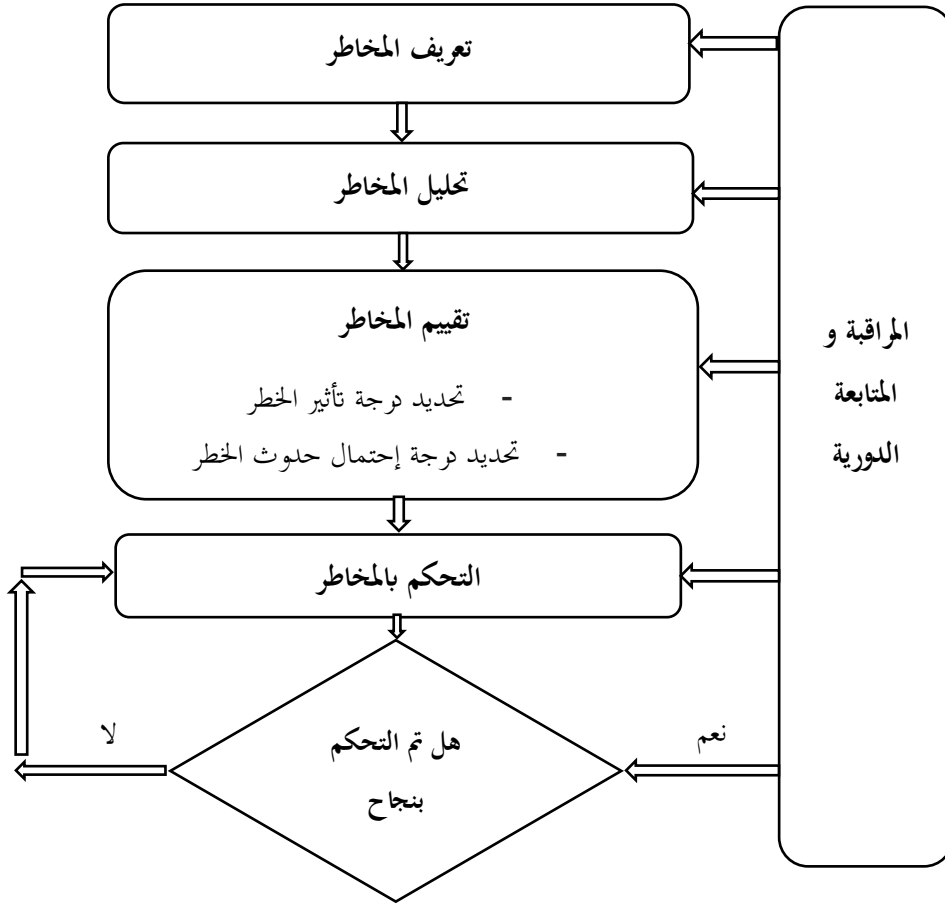 تعريف المخاطر
تحليل المخاطر
تقييم المخاطر
- تحديد درجة تأثير الخطر
- تحديد درجة إحتمال حدوث الخطر
التحكم بالمخاطر
هل تم التحكم
بنجاح
نعم
لا
المراقبة و
المتابعة
الدورية